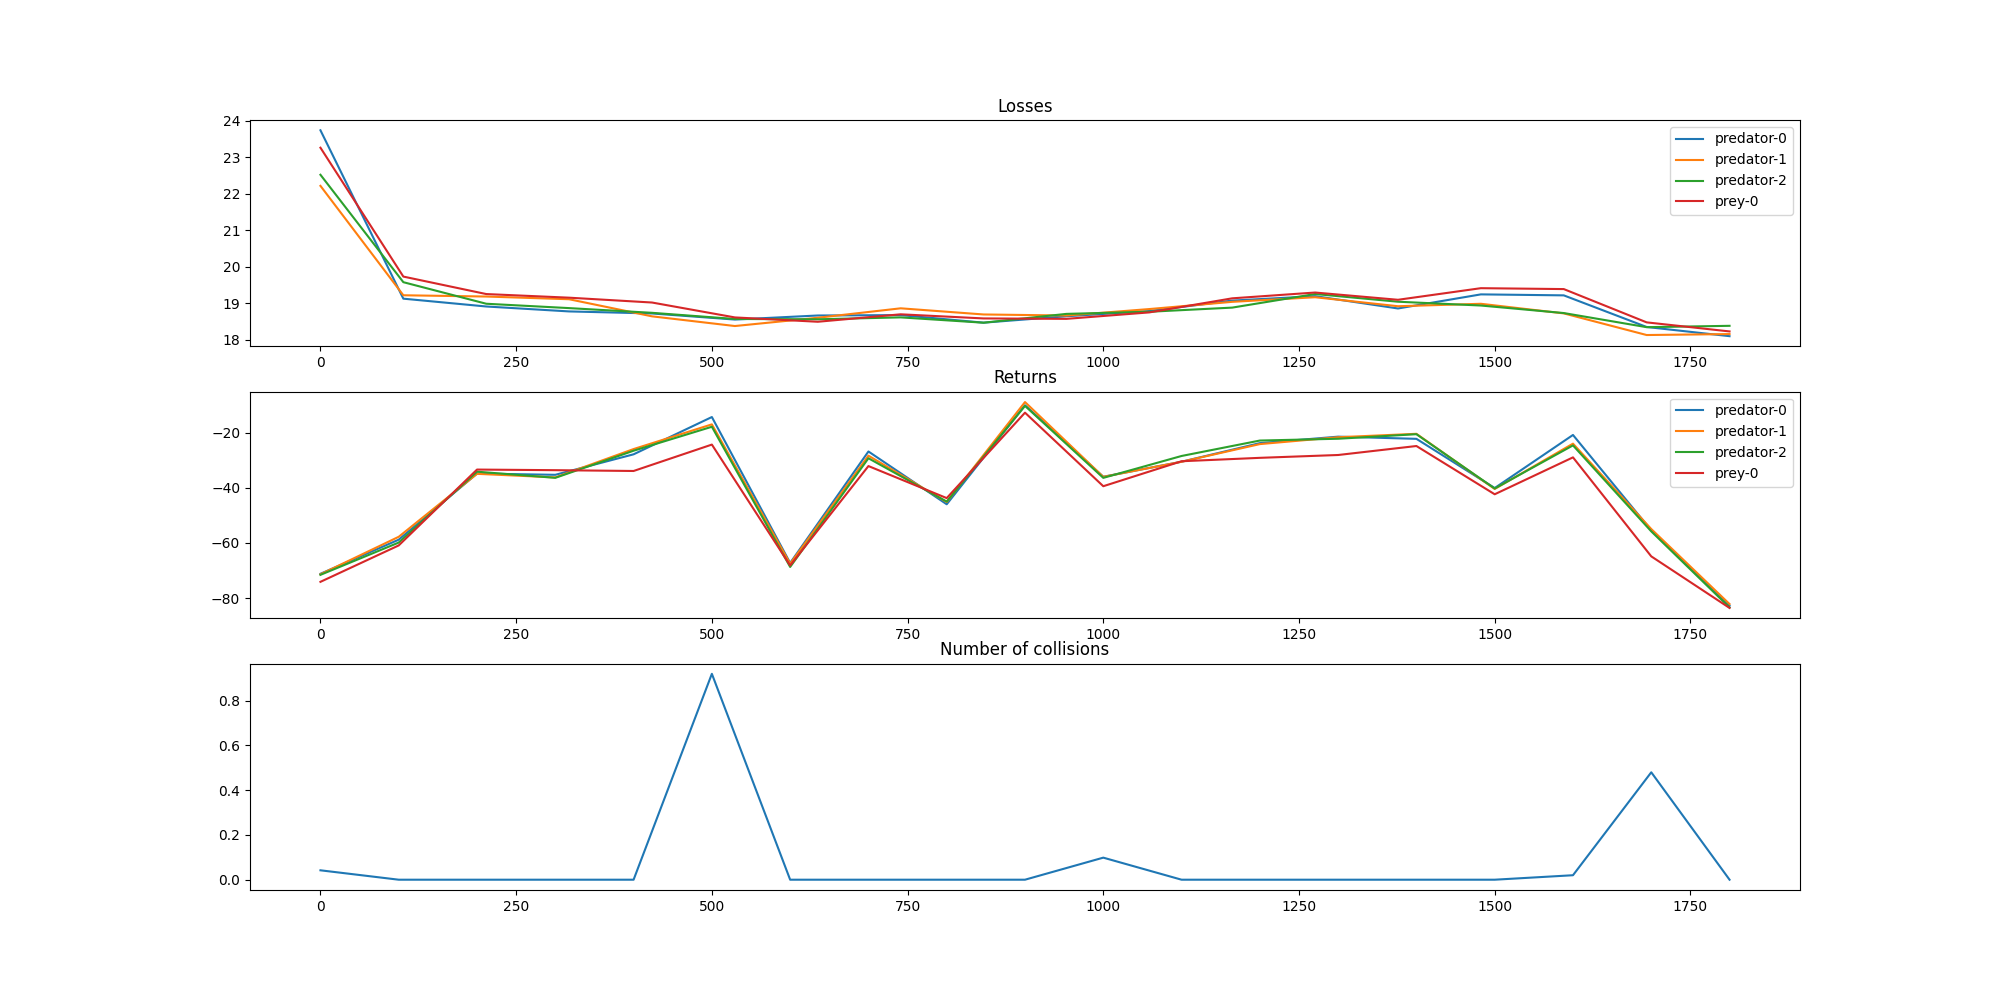 Losses
24
23
22
21
20
19
18
0 250 500 750 1000 1250 1500 1750
predator-0
predator-1
predator-2
prey-0
Returns
−20
−40
−60
−80
0 250 500 750 1000 1250 1500 1750
predator-0
predator-1
predator-2
prey-0
Number of collisions
0.8
0.6
0.4
0.2
0.0
0 250 500 750 1000 1250 1500 1750